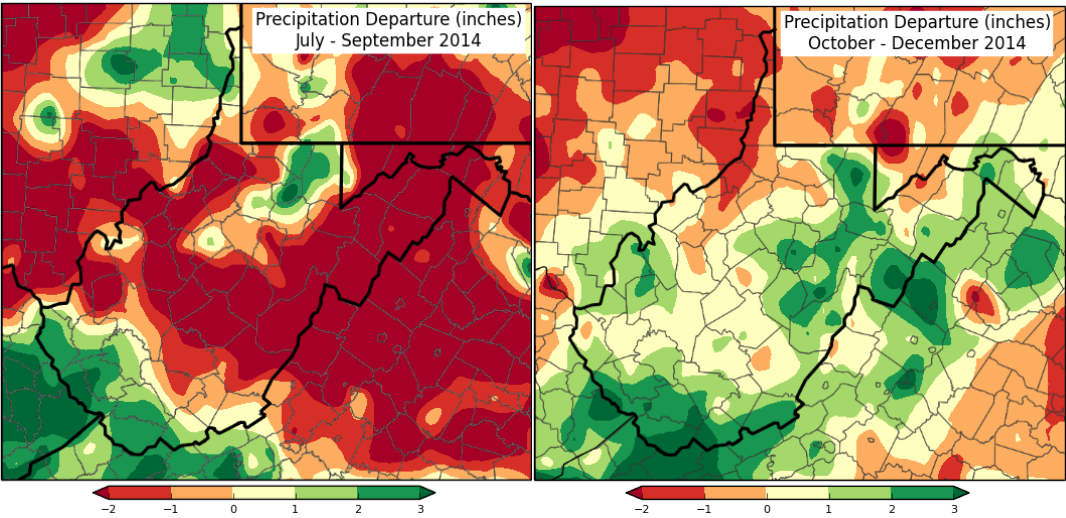 Precipitation Departure (inches)
July - September 2014
Precipitation Departure (inches)
October - December 2014
−2 −1 0 1 2 3
−2 −1 0 1 2 3